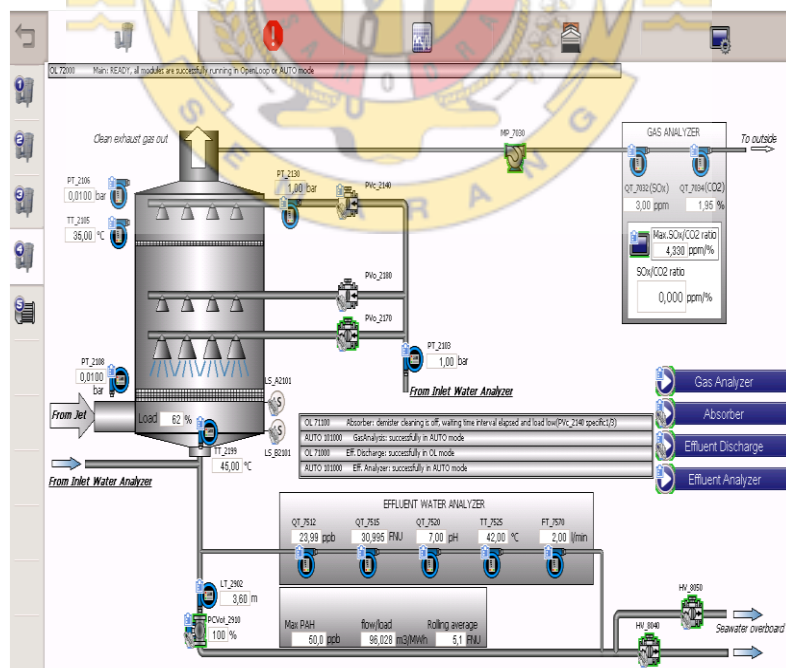 SAMODRA
SEMARANG
OL 72000 Main: READY, all modules are successfully running in OpenLoop or AUTO mode
1
2
3
4
S
Clean exhaust gas out
PT_2106
0,0100 bar
TT_2105
35,00 °C
PT_2130
1,00 bar
PVc_2140
MP_7030
GAS ANALYZER
To outside
QT_7032(SOx)
3,00 ppm
QT_7034(CO2)
1,95 %
Max.SOx/CO2 ratio
4,330 ppm/%
SOx/CO2 ratio
0,000 ppm/%
PVo_2180
PVo_2170
PT_2103
1,00 bar
From Inlet Water Analyzer
PT_2108
0,0100
bar
From Jet
Load 62 %
LS_A2101
S
LS_B2101
S
TT_2199
45,00 °C
From Inlet Water Analyzer
OL 71100 Absorber: demister cleaning is off, waiting time interval elapsed and load low(PVc_2140 specific1/3)
AUTO 101000 GasAnalysis: successfully in AUTO mode
OL 71000 Eff. Discharge: successfully in OL mode
AUTO 101000 Eff. Analyzer: successfully in AUTO mode
Gas Analyzer
Absorber
Effluent Discharge
Effluent Analyzer
EFFLUENT WATER ANALYZER
QT_7512
23,99 ppb
QT_7515
30,995 FNU
QT_7520
7,00 pH
TT_7525
42,00 °C
FT_7570
2,00 l/min
LT_2902
3,60 m
PCVot_2910
100 %
Max PAH
50,0 ppb
flow/load
96,028 m3/MWh
Rolling average
5,1 FNU
HV_8050
HV_8040
Seawater overboard